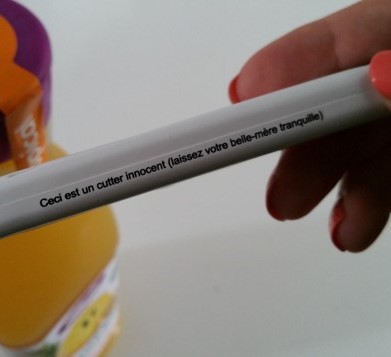 Ceci est un cutter innocent (laissez votre belle-mère tranquille)